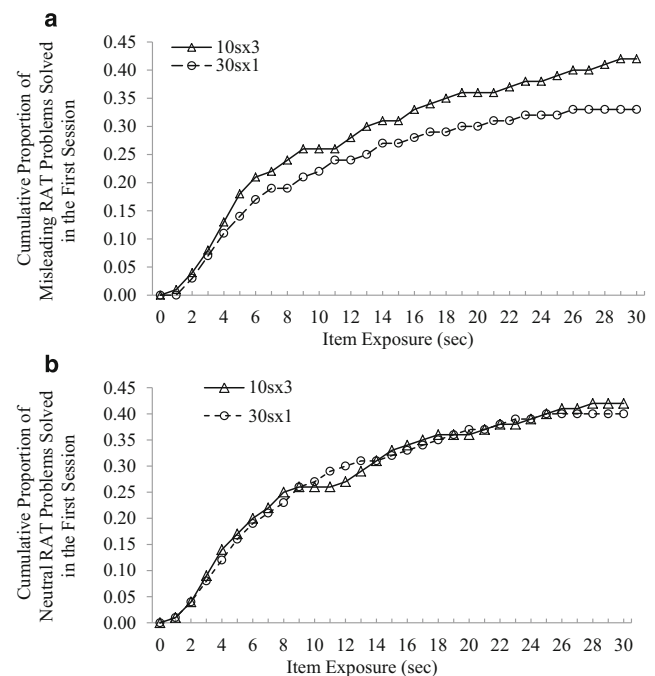 a
Cumulative Proportion of
Misleading RAT Problems Solved
in the First Session
10sx3
30sx1
0.45
0.40
0.35
0.30
0.25
0.20
0.15
0.10
0.05
0.00
0 2 4 6 8 10 12 14 16 18 20 22 24 26 28 30
Item Exposure (sec)
b
Cumulative Proportion of
Neutral RAT Problems Solved
in the First Session
10sx3
30sx1
0.45
0.40
0.35
0.30
0.25
0.20
0.15
0.10
0.05
0.00
0 2 4 6 8 10 12 14 16 18 20 22 24 26 28 30
Item Exposure (sec)